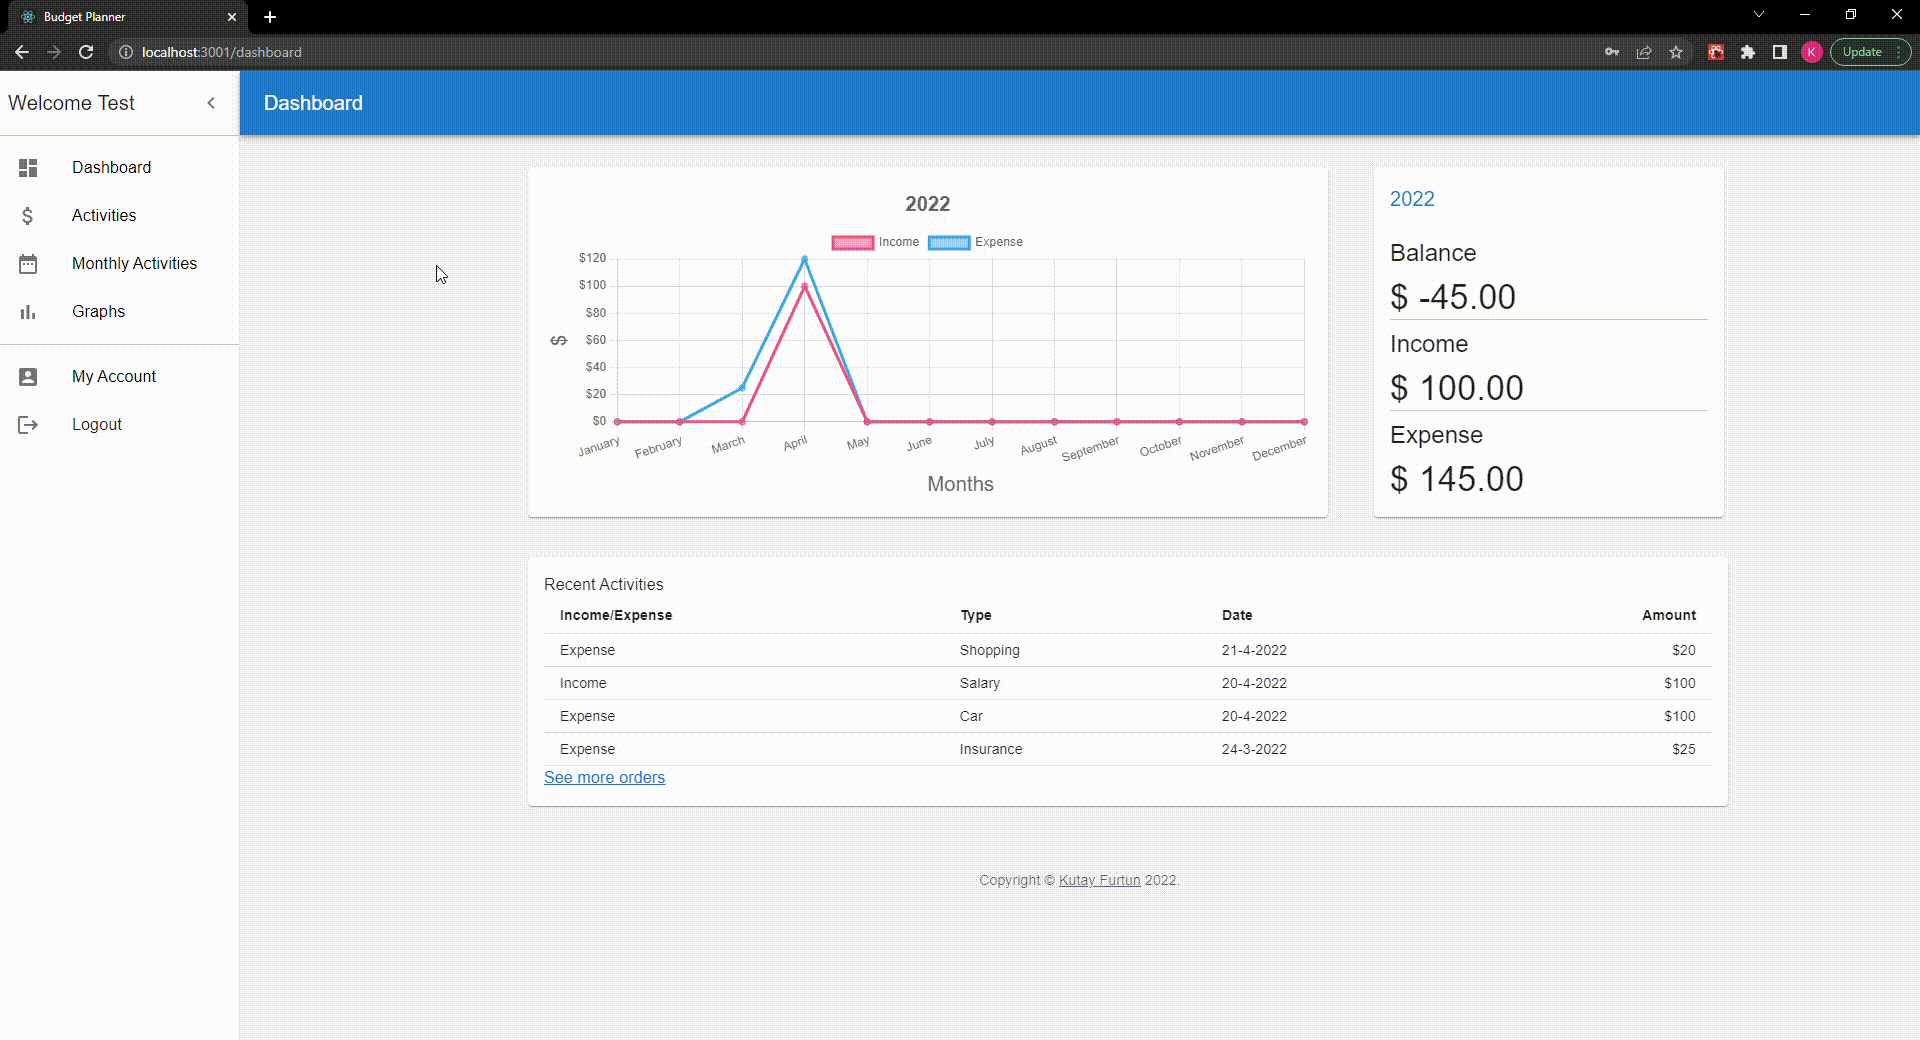 Budget Planner
localhost:3001/dashboard
K
Update
Welcome Test
Dashboard
Dashboard
Activities
Monthly Activities
Graphs
My Account
Logout
2022
Income Expense
$120
$100
$80
$60
$40
$20
$0
$
January February March April May June July August September October November December
Months
2022
Balance
$ -45.00
Income
$ 100.00
Expense
$ 145.00
Recent Activities
Income/Expense Type Date Amount
Expense Shopping 21-4-2022 $20
Income Salary 20-4-2022 $100
Expense Car 20-4-2022 $100
Expense Insurance 24-3-2022 $25
See more orders
Copyright © Kutay Furtun 2022.